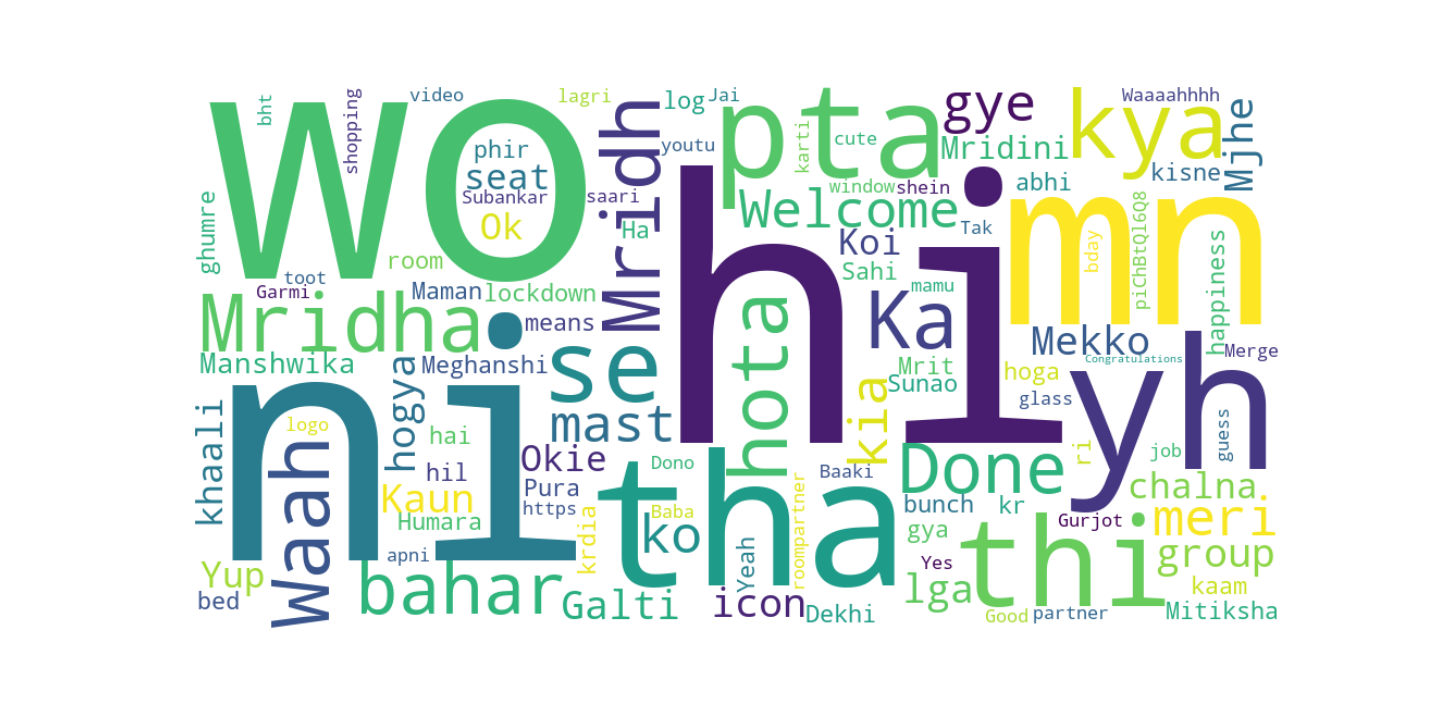 bht
shopping
video
lagri
log
Jai
pta
gye
kya
Waaaahhhh
Mjhe
wo
phir
seat
Subankar
saari
Ok
Mridh
youtu
karti
cute
Mridini
kisne
window
shein
abhi
Welcome
Ha
Koi
Tak
mn
bday
piChBtQl6Q8
happiness
ghumre
room
toot
Garmi
Maman
lockdown
Sahi
mamu
hi
Mridha
means
hota
Ka
Mekko
Merge
Congratulations
Manshwika
Meghanshi
se
Mrit
Sunao
hoga
glass
yh
guess
ni
hogya
mast
kia
khaali
logo
hai
hil
Okie
Dono
Baaki
Done
ri
job
Waah
Kaun
Pura
https
tha
bunch
kr
chalna
Humara
krdia
Baba
ko
roompartner
gya
Gurjot
thi
meri
apni
Yeah
Yes
group
Yup
bed
bahar
Galti
icon
Dekhi
lga
Good
partner
kaam
Mitiksha